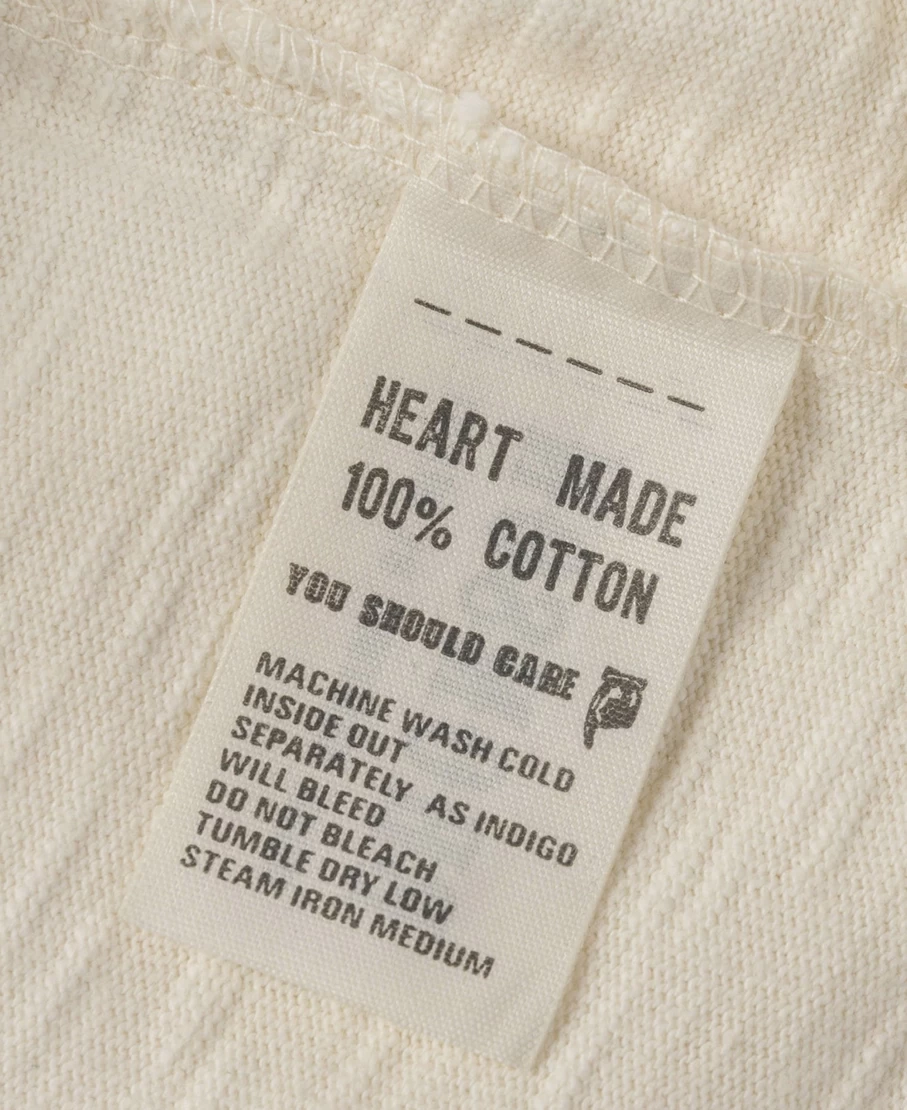 HEART MADE
100% COTTON
YOU SHOULD CARE
MACHINE WASH COLD
INSIDE OUT
SEPARATELY AS INDIGO
WILL BLEED
DO NOT BLEACH
TUMBLE DRY LOW
STEAM IRON MEDIUM